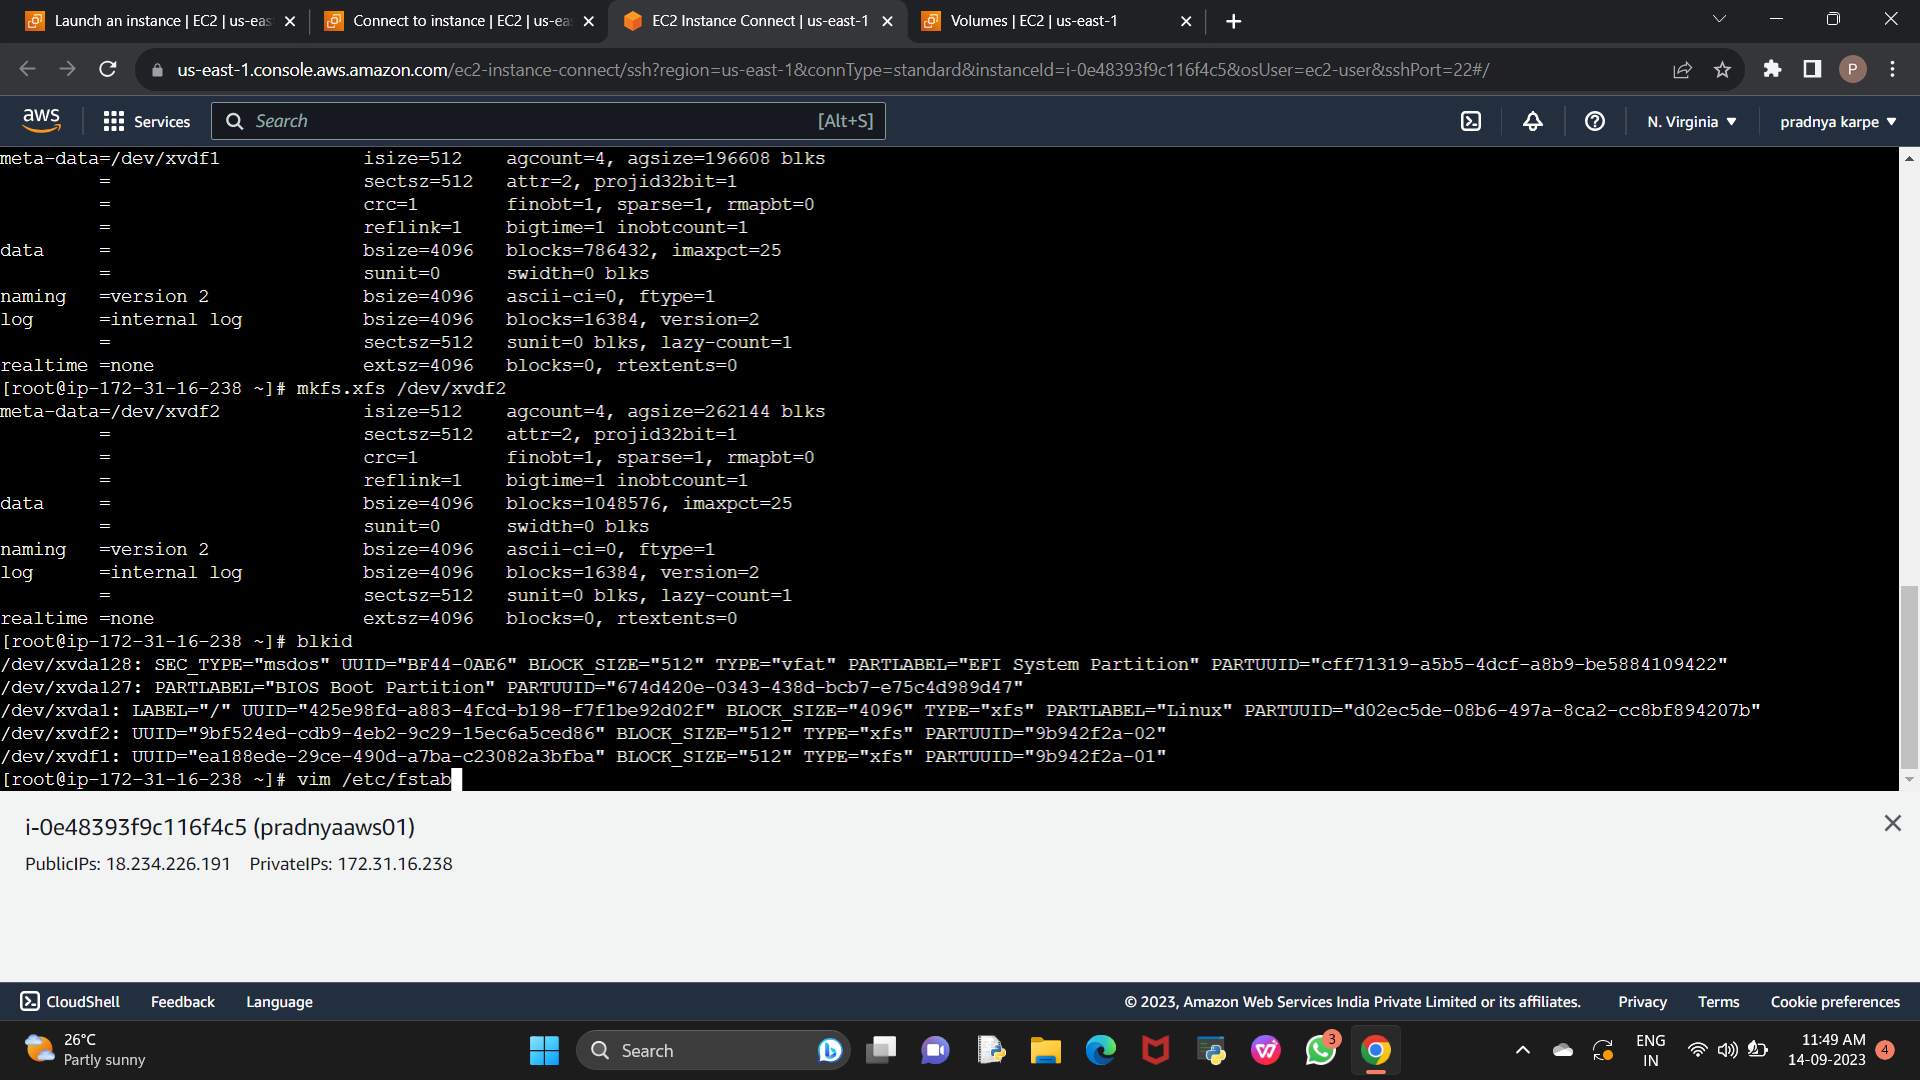 Launch an instance | EC2 | us-eas
Connect to instance | EC2 | us-ea
EC2 Instance Connect | us-east-1
Volumes | EC2 | us-east-1
us-east-1.console.aws.amazon.com/ec2-instance-connect/ssh?region=us-east-1&connType=standard&instanceId=i-0e48393f9c116f4c5&osUser=ec2-user&sshPort=22#/
P
aws
Services
Search
[Alt+S]
N. Virginia
pradnya karpe
meta-data=/dev/xvdf1 isize=512 agcount=4, agsize=196608 blks
= sectsz=512 attr=2, projid32bit=1
= crc=1 finobt=1, sparse=1, rmapbt=0
= reflink=1 bigtime=1 inobtcount=1
data = bsize=4096 blocks=786432, imaxpct=25
= sunit=0 swidth=0 blks
naming =version 2 bsize=4096 ascii-ci=0, ftype=1
log =internal log bsize=4096 blocks=16384, version=2
= sectsz=512 sunit=0 blks, lazy-count=1
realtime =none extsz=4096 blocks=0, rtextents=0
[root@ip-172-31-16-238 ~]# mkfs.xfs /dev/xvdf2
meta-data=/dev/xvdf2 isize=512 agcount=4, agsize=262144 blks
= sectsz=512 attr=2, projid32bit=1
= crc=1 finobt=1, sparse=1, rmapbt=0
= reflink=1 bigtime=1 inobtcount=1
data = bsize=4096 blocks=1048576, imaxpct=25
= sunit=0 swidth=0 blks
naming =version 2 bsize=4096 ascii-ci=0, ftype=1
log =internal log bsize=4096 blocks=16384, version=2
= sectsz=512 sunit=0 blks, lazy-count=1
realtime =none extsz=4096 blocks=0, rtextents=0
[root@ip-172-31-16-238 ~]# blkid
/dev/xvda128: SEC_TYPE="msdos" UUID="BF44-0AE6" BLOCK_SIZE="512" TYPE="vfat" PARTLABEL="EFI System Partition" PARTUUID="cff71319-a5b5-4dcf-a8b9-be5884109422"
/dev/xvda127: PARTLABEL="BIOS Boot Partition" PARTUUID="674d420e-0343-438d-bcb7-e75c4d989d47"
/dev/xvda1: LABEL="/" UUID="425e98fd-a883-4fcd-b198-f7f1be92d02f" BLOCK_SIZE="4096" TYPE="xfs" PARTLABEL="Linux" PARTUUID="d02ec5de-08b6-497a-8ca2-cc8bf894207b"
/dev/xvdf2: UUID="9bf524ed-cdb9-4eb2-9c29-15ec6a5ced86" BLOCK_SIZE="512" TYPE="xfs" PARTUUID="9b942f2a-02"
/dev/xvdf1: UUID="ea188ede-29ce-490d-a7ba-c23082a3bfba" BLOCK_SIZE="512" TYPE="xfs" PARTUUID="9b942f2a-01"
[root@ip-172-31-16-238 ~]# vim /etc/fstab
i-0e48393f9c116f4c5 (pradnyaaws01)
PublicIPs: 18.234.226.191 PrivateIPs: 172.31.16.238
CloudShell
Feedback
Language
© 2023, Amazon Web Services India Private Limited or its affiliates.
Privacy
Terms
Cookie preferences
26°C
Partly sunny
Search
3
ENG
IN
11:49 AM
14-09-2023
4